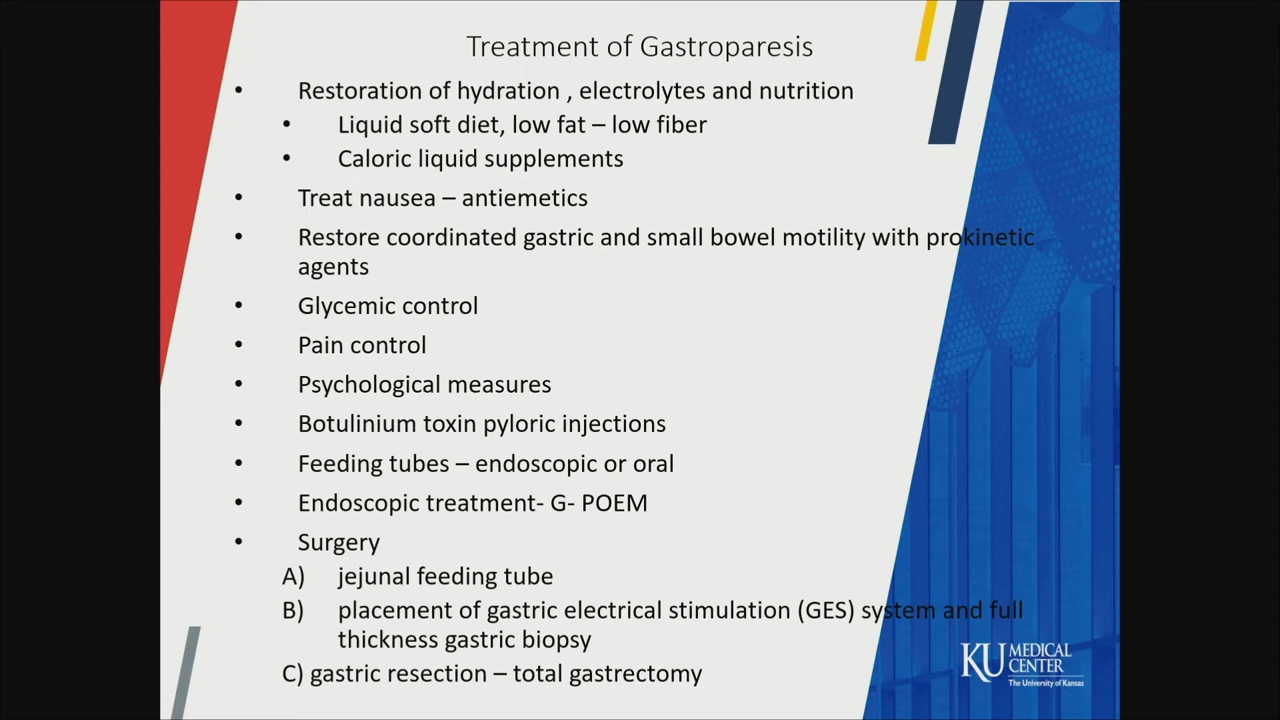 Treatment of Gastroparesis
• Restoration of hydration , electrolytes and nutrition
• Liquid soft diet, low fat – low fiber
• Caloric liquid supplements
• Treat nausea – antiemetics
• Restore coordinated gastric and small bowel motility with prokinetic
agents
• Glycemic control
• Pain control
• Psychological measures
• Botulinium toxin pyloric injections
• Feeding tubes – endoscopic or oral
• Endoscopic treatment- G- POEM
• Surgery
A) jejunal feeding tube
B) placement of gastric electrical stimulation (GES) system and full
thickness gastric biopsy
C) gastric resection – total gastrectomy
KU MEDICAL
CENTER
The University of Kansas